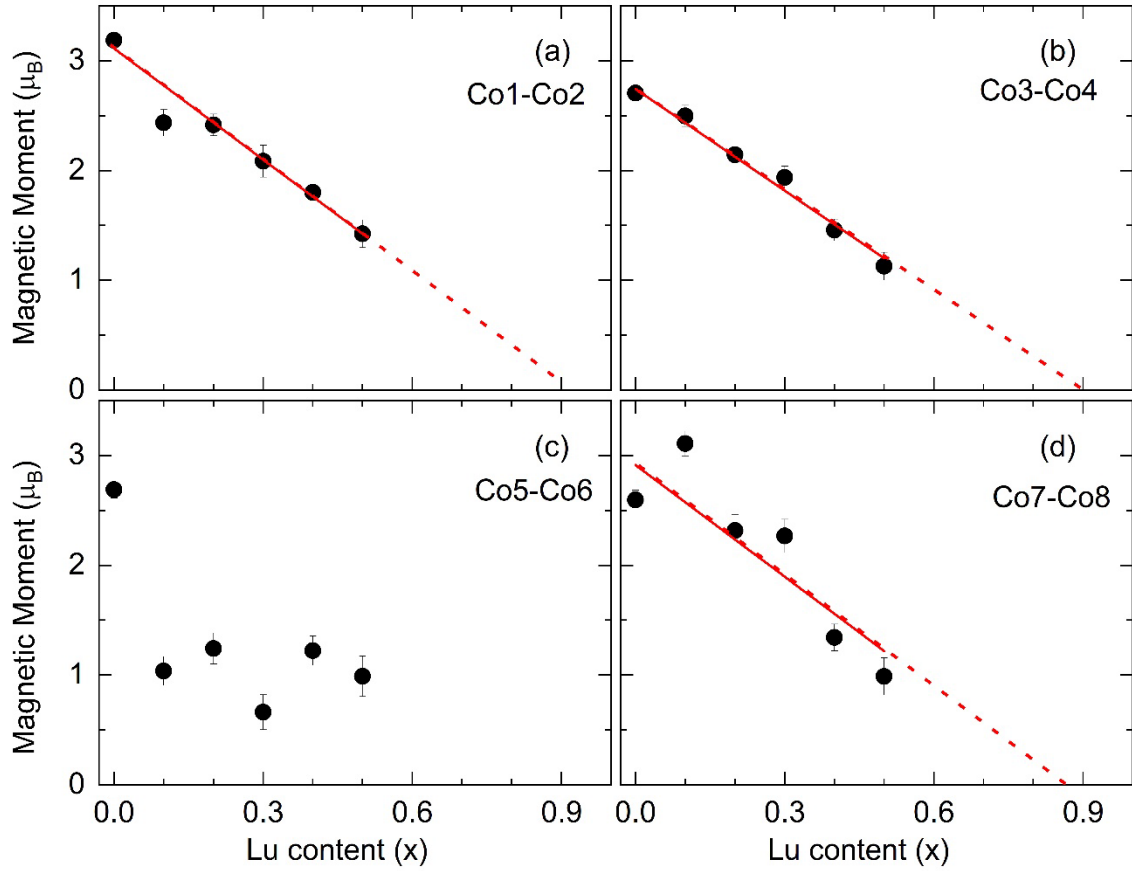 (a)
Co1-Co2
(b)
Co3-Co4
Magnetic Moment (μB)
3
2
1
0
(c)
Co5-Co6
(d)
Co7-Co8
Magnetic Moment (μB)
3
2
1
0
0.0 0.3 0.6 0.9
0.0 0.3 0.6 0.9
Lu content (x)
Lu content (x)